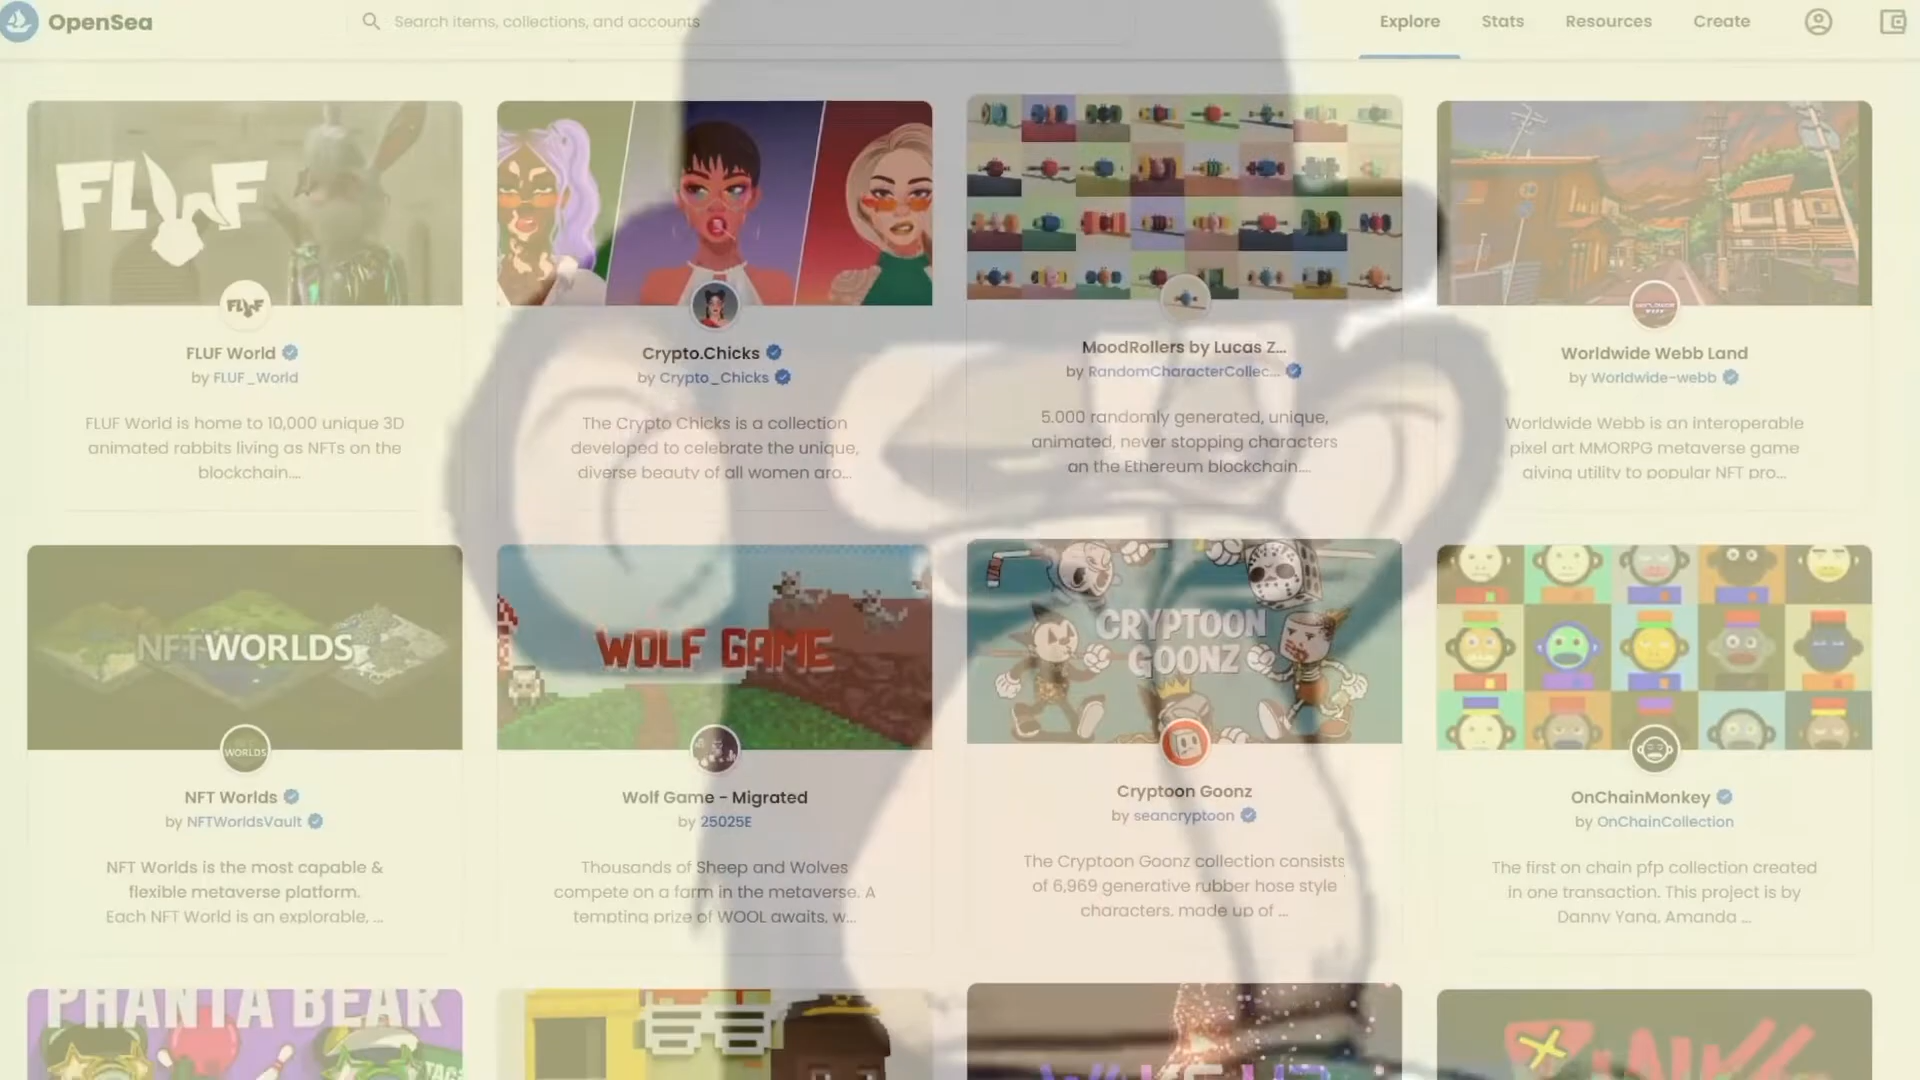 OpenSea
Search items, collections, and accounts
Explore
Stats
Resources
Create
FLUF
FLUF
FLUF World
by FLUF_World
FLUF World is home to 10,000 unique 3D
animated rabbits living as NFTs on the
blockchain....
Crypto.Chicks
by Crypto_Chicks
The Crypto Chicks is a collection
developed to celebrate the unique,
diverse beauty of all women aro...
MoodRollers by Lucas Z...
by RandomCharacterCollec...
5.000 randomly generated, unique,
animated, never stopping characters
on the Ethereum blockchain....
Worldwide Webb Land
by Worldwide-webb
Worldwide Webb is an interoperable
pixel art MMORPG metaverse game
giving utility to popular NFT pro...
NFTWORLDS
WORLDS
NFT Worlds
by NFTWorldsVault
NFT Worlds is the most capable &
flexible metaverse platform.
Each NFT World is an explorable, ...
WOLF GAME
Wolf Game - Migrated
by 25025E
Thousands of Sheep and Wolves
compete on a farm in the metaverse. A
tempting prize of WOOL awaits, w...
CRYPTOON
GOONZ
Cryptoon Goonz
by seancryptoon
The Cryptoon Goonz collection consists
of 6,969 generative rubber hose style
characters, made up of ...
OnChainMonkey
by OnChainCollection
The first on chain pfp collection created
in one transaction. This project is by
Danny Yang, Amanda ...
PHANTA BEAR